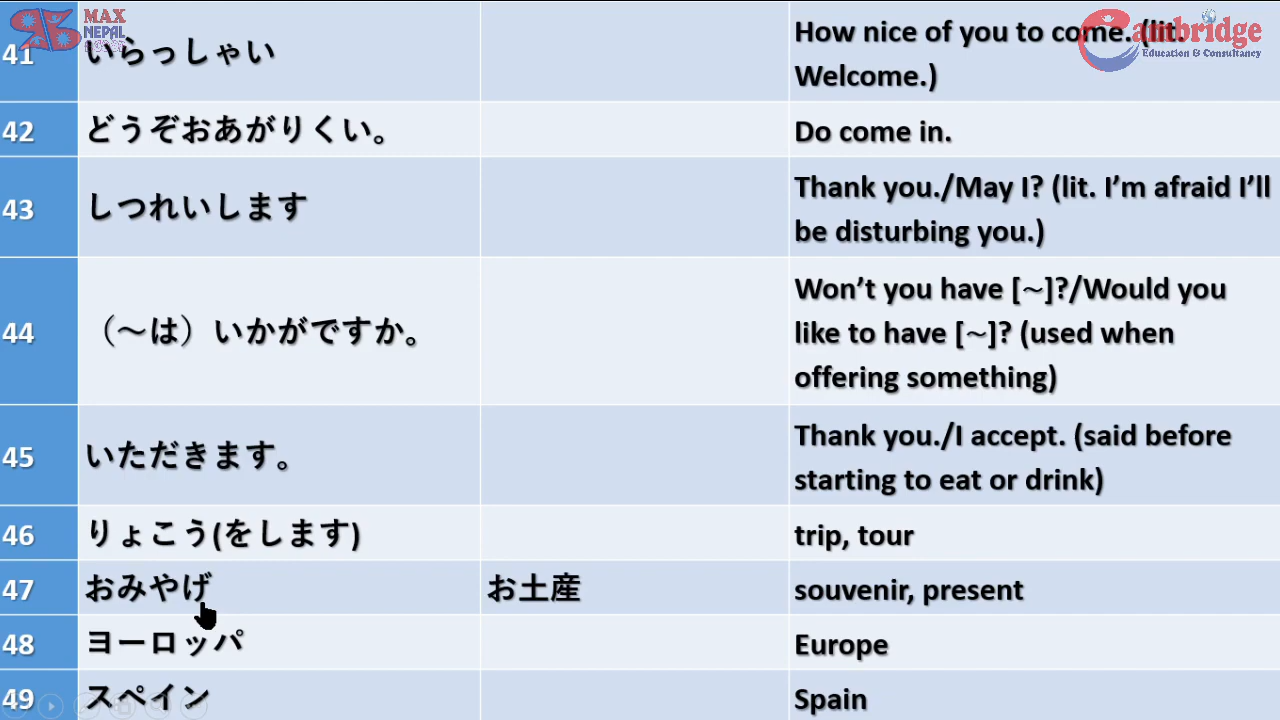 MAX
NEPAL
Cambridge
Education & Consultancy
41 いらっしゃい How nice of you to come. (lit.
Welcome.)
42 どうぞおあがりくい。 Do come in.
43 しつれいします Thank you./May I? (lit. I’m afraid I’ll
be disturbing you.)
44 （～は）いかがですか。 Won’t you have [~]?/Would you
like to have [~]? (used when
offering something)
45 いただきます。 Thank you./I accept. (said before
starting to eat or drink)
46 りょこう(をします) trip, tour
47 おみやげ お土産 souvenir, present
48 ヨーロッパ Europe
49 スペイン Spain